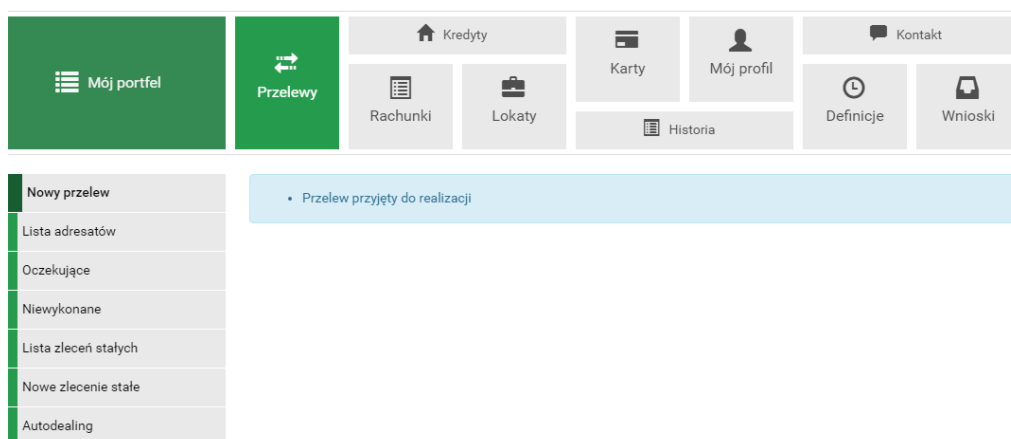 Mój portfel
Przelewy
Kredyty
Rachunki
Lokaty
Karty
Mój profil
Historia
Kontakt
Definicje
Wnioski
Nowy przelew
Lista adresatów
Oczekujące
Niewykonane
Lista zleceń stałych
Nowe zlecenie stałe
Autodealing
• Przelew przyjęty do realizacji